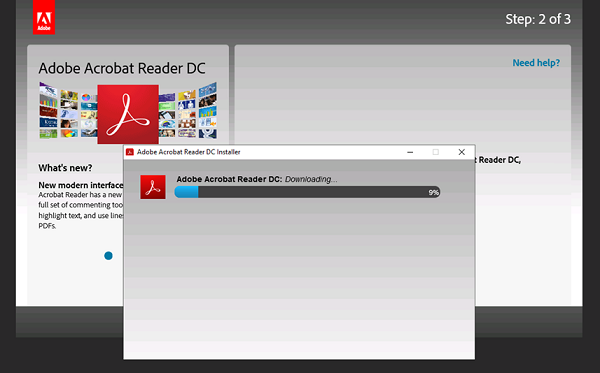 Adobe
Step: 2 of 3
Adobe Acrobat Reader DC
Need help?
What's new?
New modern interface
Acrobat Reader has a new
full set of commenting too
highlight text, and use line
PDFs.
Reader DC,
Adobe Acrobat Reader DC Installer
Adobe Acrobat Reader DC: Downloading...
9%